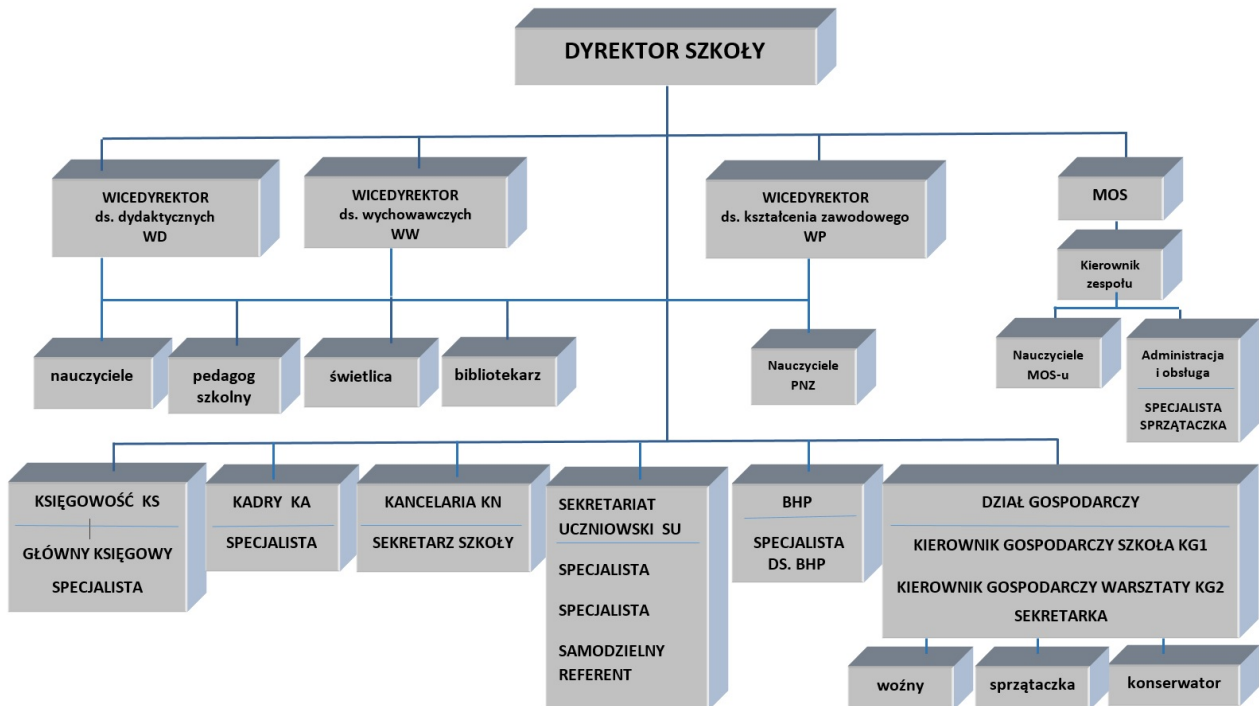 DYREKTOR SZKOŁY
WICEDYREKTOR
ds. dydaktycznych
WD
WICEDYREKTOR
ds. wychowawczych
WW
WICEDYREKTOR
ds. kształcenia zawodowego
WP
MOS
Kierownik
zespołu
nauczyciele
pedagog
szkolny
świetlica
bibliotekarz
Nauczyciele
PNZ
Nauczyciele
MOS-u
Administracja
i obsługa
SPECJALISTA
SPRZĄTACZKA
KSIĘGOWOŚĆ KS
GŁÓWNY KSIĘGOWY
SPECJALISTA
KADRY KA
SPECJALISTA
KANCELARIA KN
SEKRETARZ SZKOŁY
SEKRETARIAT
UCZNIOWSKI SU
SPECJALISTA
SPECJALISTA
SAMODZIELNY
REFERENT
BHP
SPECJALISTA
DS. BHP
DZIAŁ GOSPODARCZY
KIEROWNIK GOSPODARCZY SZKOŁA KG1
KIEROWNIK GOSPODARCZY WARSZTATY KG2
SEKRETARKA
woźny
sprzątaczka
konserwator